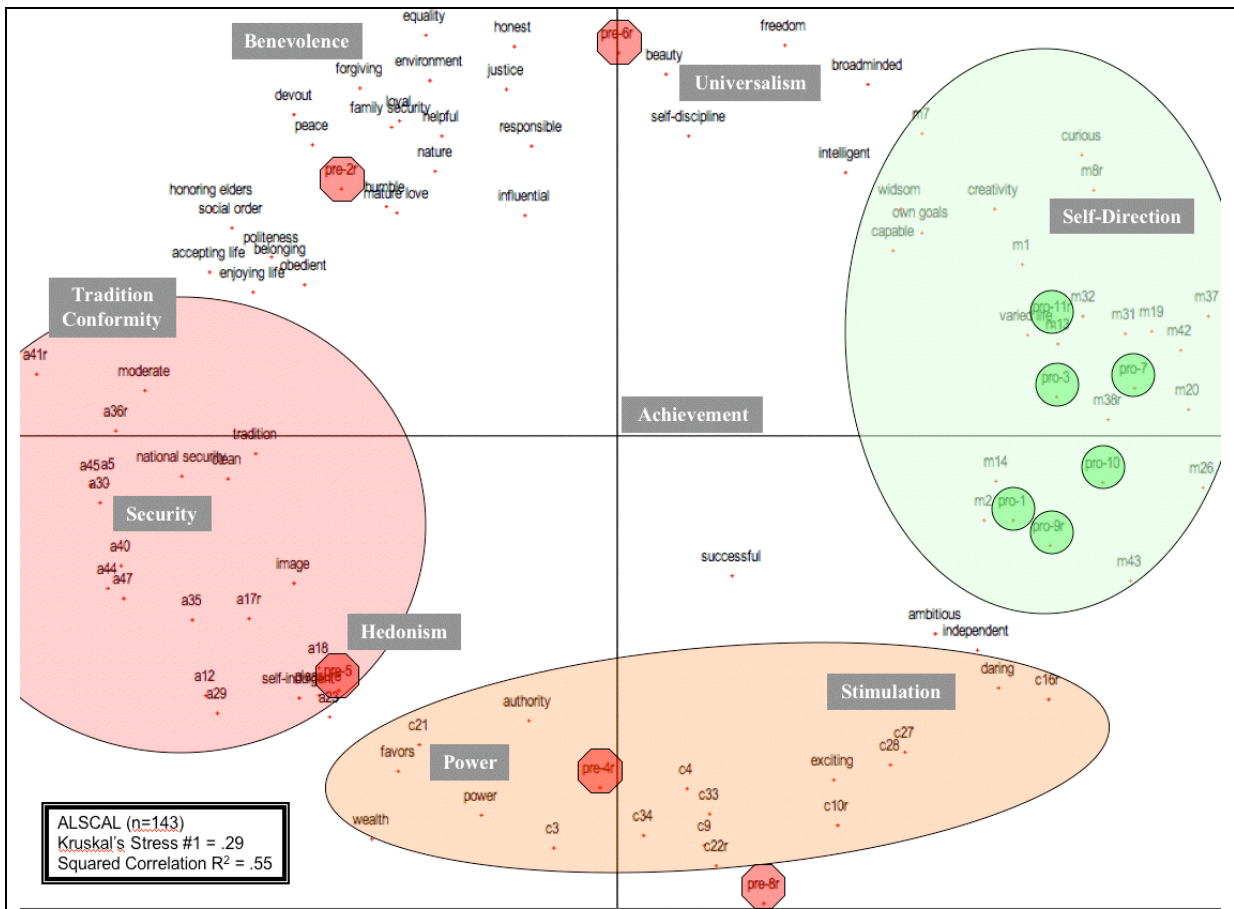 equality
honest
pre-6r
freedom
Benevolence
beauty
broadminded
forgiving
environment
justice
Universalism
devout
loyal
family security
helpful
self-discipline
m7
peace
responsible
curious
pre-2r
nature
intelligent
m8r
honoring elders
humble
mature love
influential
widsom
creativity
social order
own goals
Self-Direction
capable
politeness
accepting life
belonging
m1
enjoying life
obedient
Tradition
Conformity
pro-11r
m32
m37
varied life
m13
m31
m19
m42
a41r
moderate
pro-3
pro-7
a36r
Achievement
m38r
m20
tradition
a45
a5
national security
clean
m14
pro-10
m26
a30
Security
m2
pro-1
pro-9r
a40
image
successful
m43
a44
a47
a35
a17r
Hedonism
ambitious
independent
a18
a12
self-indulgent
pre-5
daring
c16r
a29
a23
authority
Stimulation
c21
c27
favors
Power
pre-4r
c4
c28
exciting
power
c33
c10r
wealth
c3
c34
c9
c22r
pre-8r
ALSCAL (n=143)
Kruskal's Stress #1 = .29
Squared Correlation R² = .55